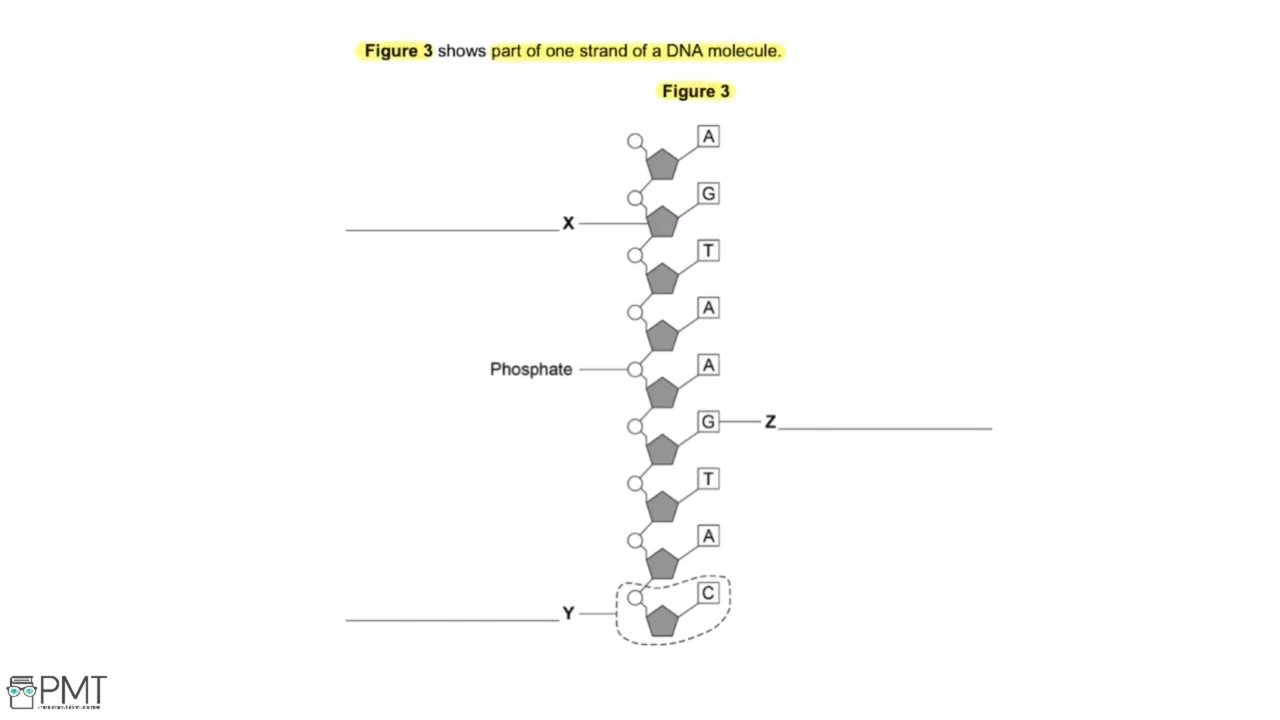 Figure 3 shows part of one strand of a DNA molecule.
Figure 3
A
G
X
T
A
Phosphate
A
G
Z
T
A
C
Y
PMT